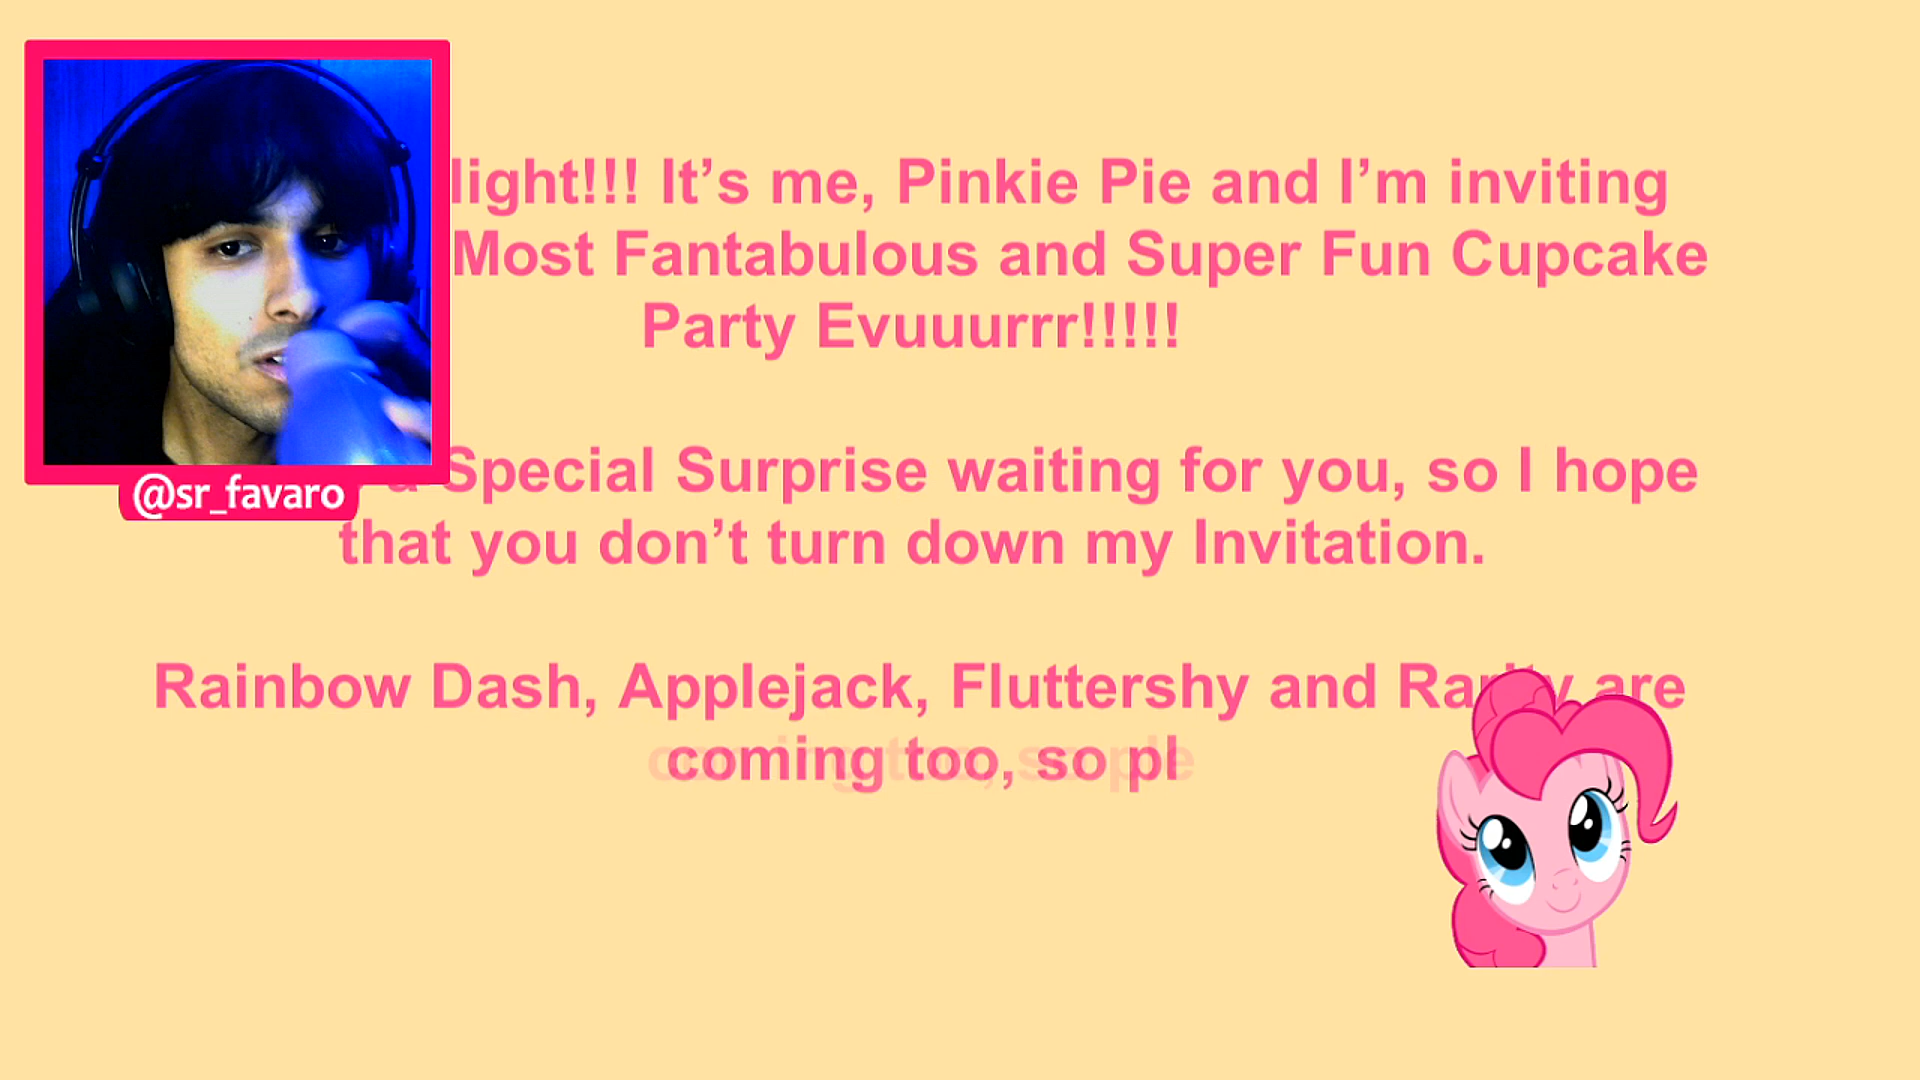 light!!! It’s me, Pinkie Pie and I’m inviting
Most Fantabulous and Super Fun Cupcake
Party Evuuurrr!!!!!
a Special Surprise waiting for you, so I hope
@sr_favaro
that you don’t turn down my Invitation.
Rainbow Dash, Applejack, Fluttershy and Rarity are
coming too, so pl